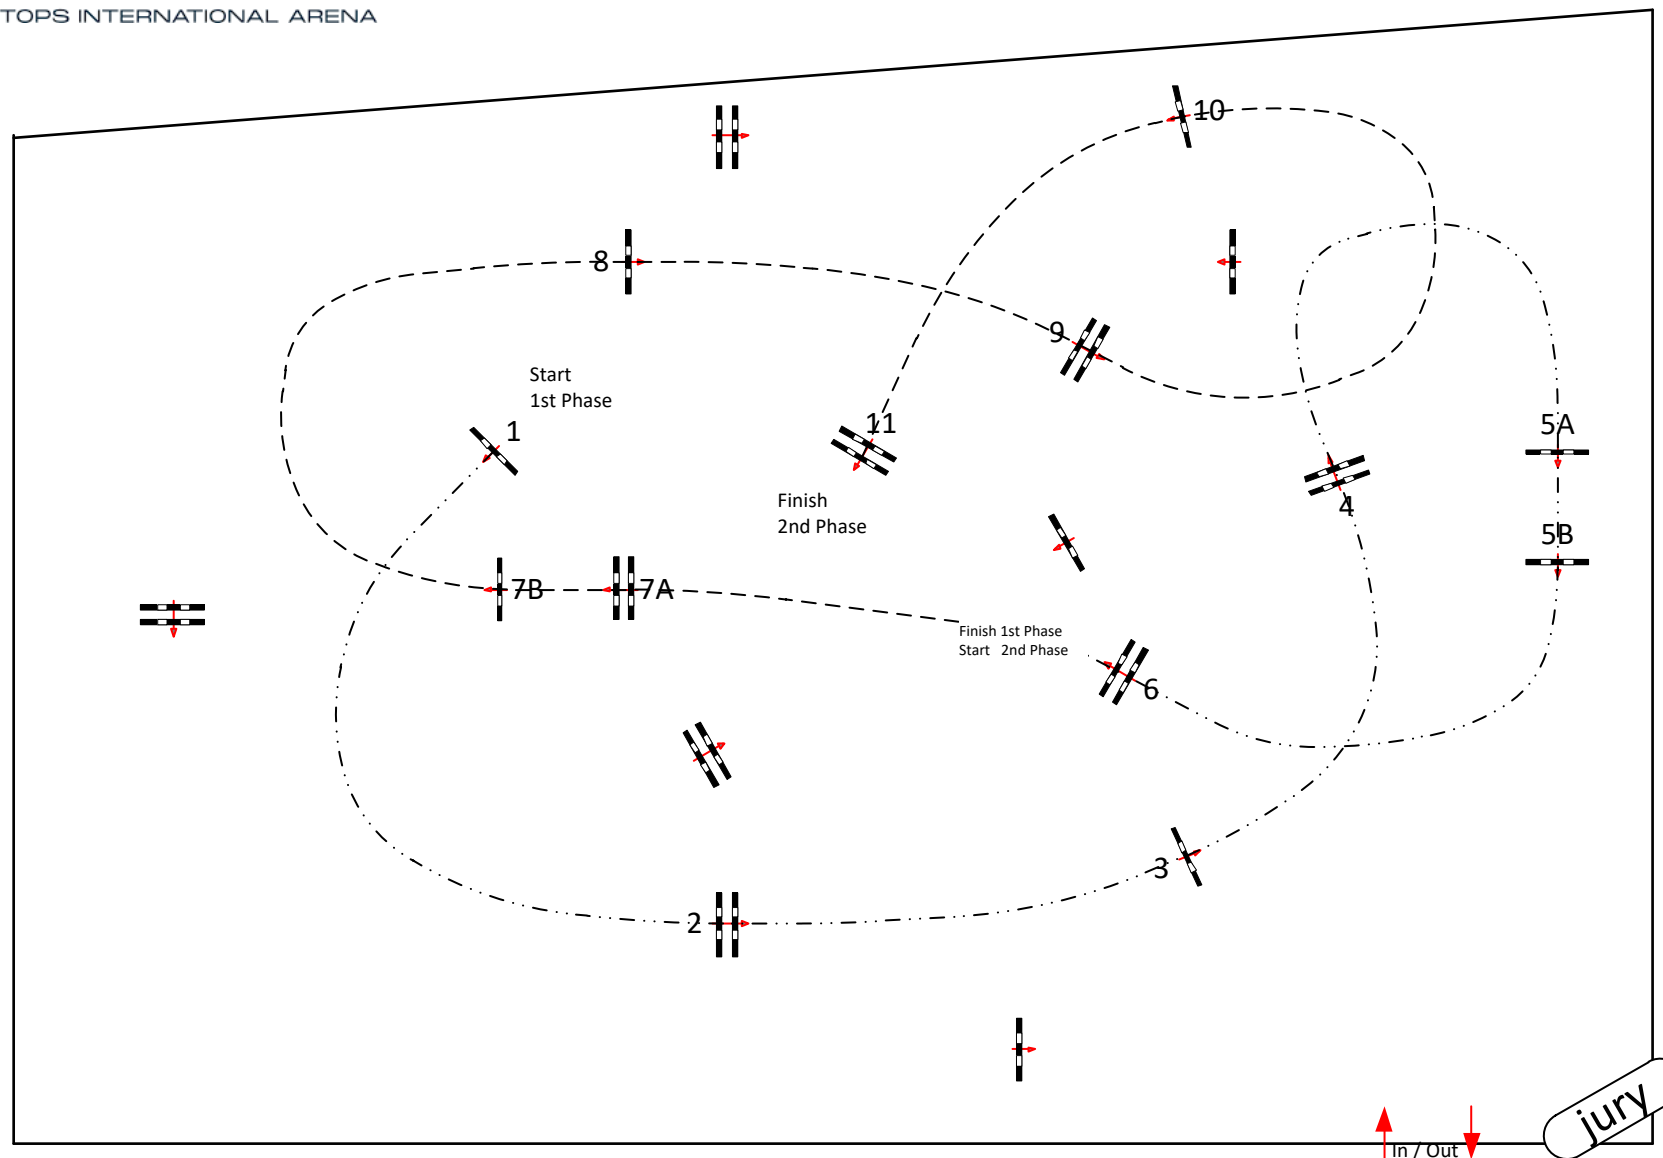 TOPS INTERNATIONAL ARENA
10
8
9
Start
1st Phase
1
11
5A
Finish
2nd Phase
4
5B
7B
7A
Finish 1st Phase
Start 2nd Phase
6
3
2
jury
In / Out